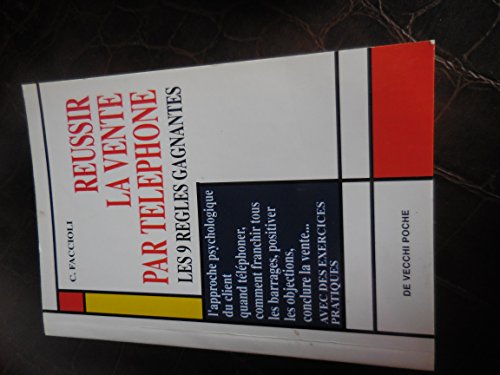 C. FACCIOLI
REUSSIR
LA VENTE
PAR TELEPHONE
LES 9 REGLES GAGNANTES
l'approche psychologique
du client
quand téléphoner,
comment franchir tous
les barrages, positiver
les objections,
conclure la vente...
AVEC DES EXERCICES
PRATIQUES
DE VECCHI POCHE